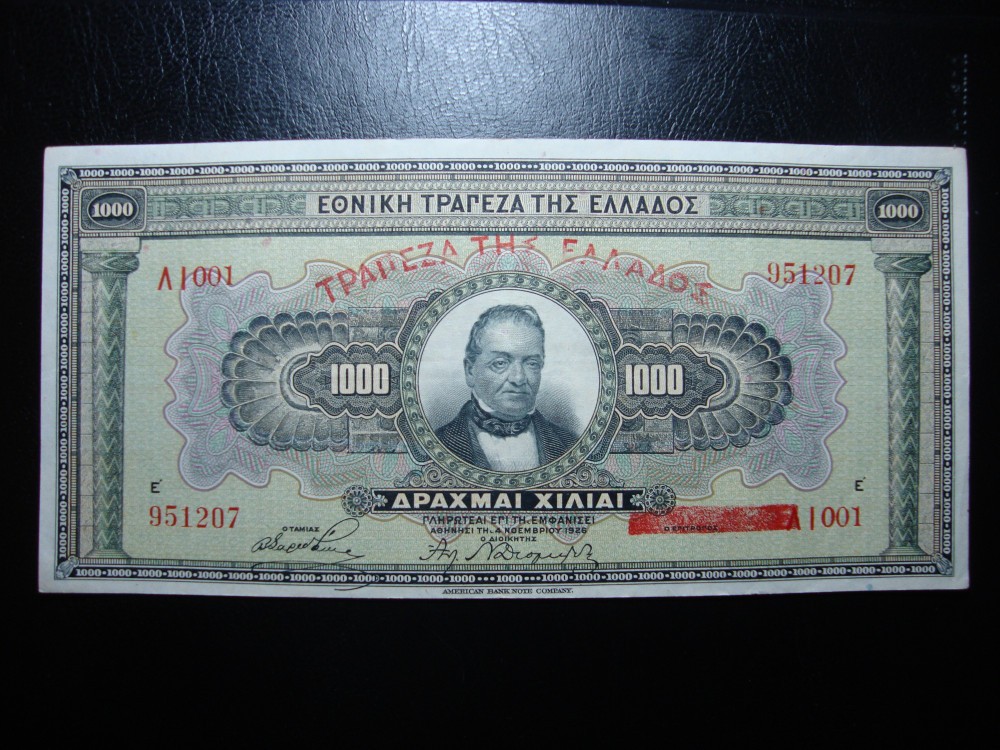 1000 ΕΘΝΙΚΗ ΤΡΑΠΕΖΑ ΤΗΣ ΕΛΛΑΔΟΣ 1000
ΤΡΑΠΕΖΑ ΤΗΣ ΕΛΛΑΔΟΣ
Λ1001 951207
1000 1000
ΔΡΑΧΜΑΙ ΧΙΛΙΑΙ
Ε Ε
951207 Λ1001
ΠΛΗΡΩΤΕΑΙ ΕΠΙ ΤΗ ΕΜΦΑΝΙΣΕΙ
ΑΘΗΝΗΣΙ ΤΗ 4 ΝΟΕΜΒΡΙΟΥ 1926
Ο ΤΑΜΙΑΣ Ο ΔΙΟΙΚΗΤΗΣ
AMERICAN BANK NOTE COMPANY.